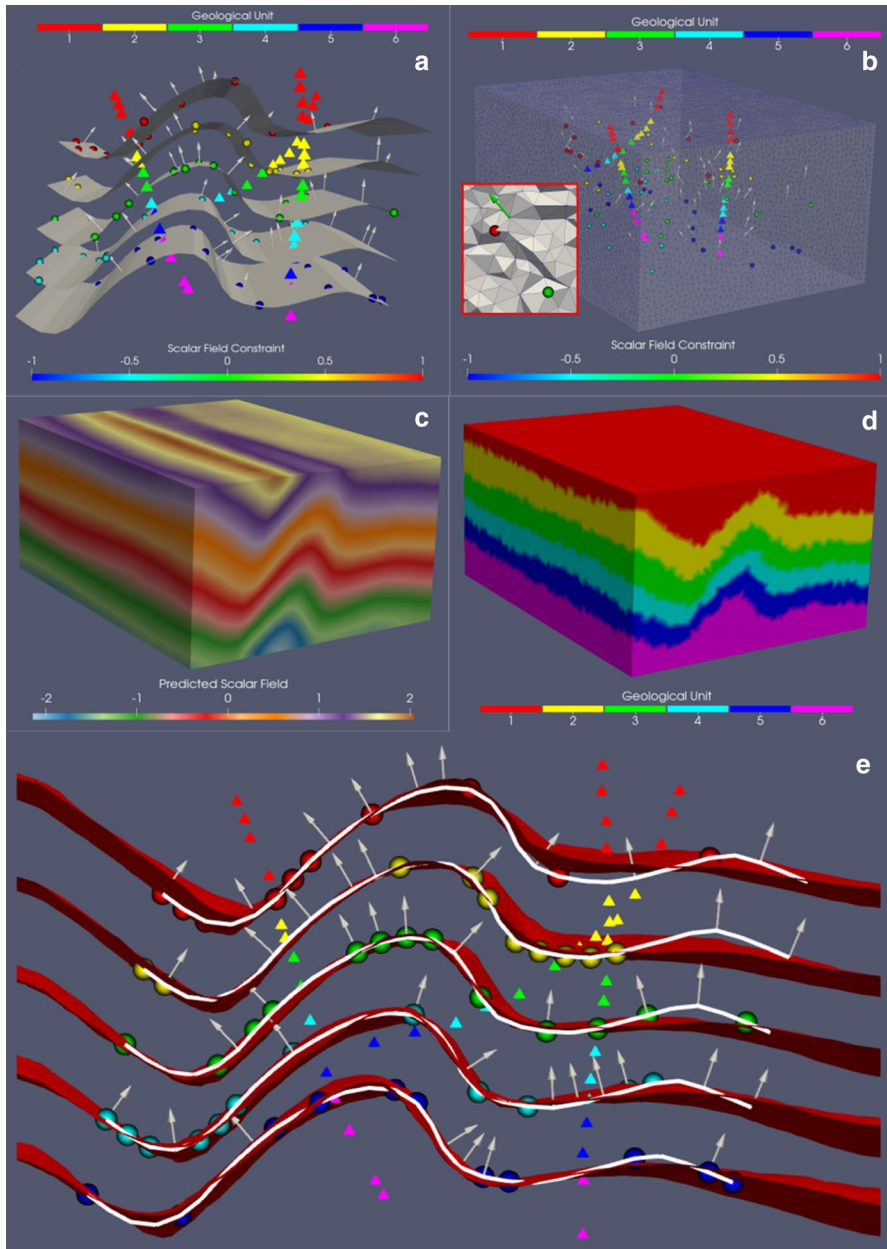 Geological Unit
1 2 3 4 5 6
a
Scalar Field Constraint
-1 -0.5 0 0.5 1
Geological Unit
1 2 3 4 5 6
b
Scalar Field Constraint
-1 -0.5 0 0.5 1
c
Predicted Scalar Field
-2 -1 0 1 2
d
Geological Unit
1 2 3 4 5 6
e